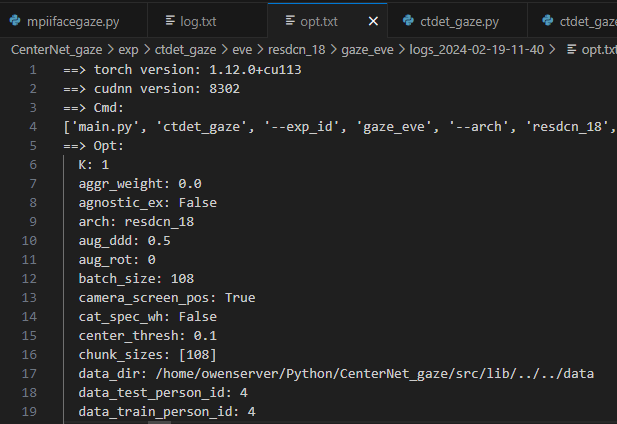 mpiifacegaze.py log.txt opt.txt ctdet_gaze.py ctdet_gaze
CenterNet_gaze > exp > ctdet_gaze > eve > resdcn_18 > gaze_eve > logs_2024-02-19-11-40 > opt.txt
1 ==> torch version: 1.12.0+cu113
2 ==> cudnn version: 8302
3 ==> Cmd:
4 ['main.py', 'ctdet_gaze', '--exp_id', 'gaze_eve', '--arch', 'resdcn_18',
5 ==> Opt:
6 K: 1
7 aggr_weight: 0.0
8 agnostic_ex: False
9 arch: resdcn_18
10 aug_ddd: 0.5
11 aug_rot: 0
12 batch_size: 108
13 camera_screen_pos: True
14 cat_spec_wh: False
15 center_thresh: 0.1
16 chunk_sizes: [108]
17 data_dir: /home/owenserver/Python/CenterNet_gaze/src/lib/../../data
18 data_test_person_id: 4
19 data_train_person_id: 4